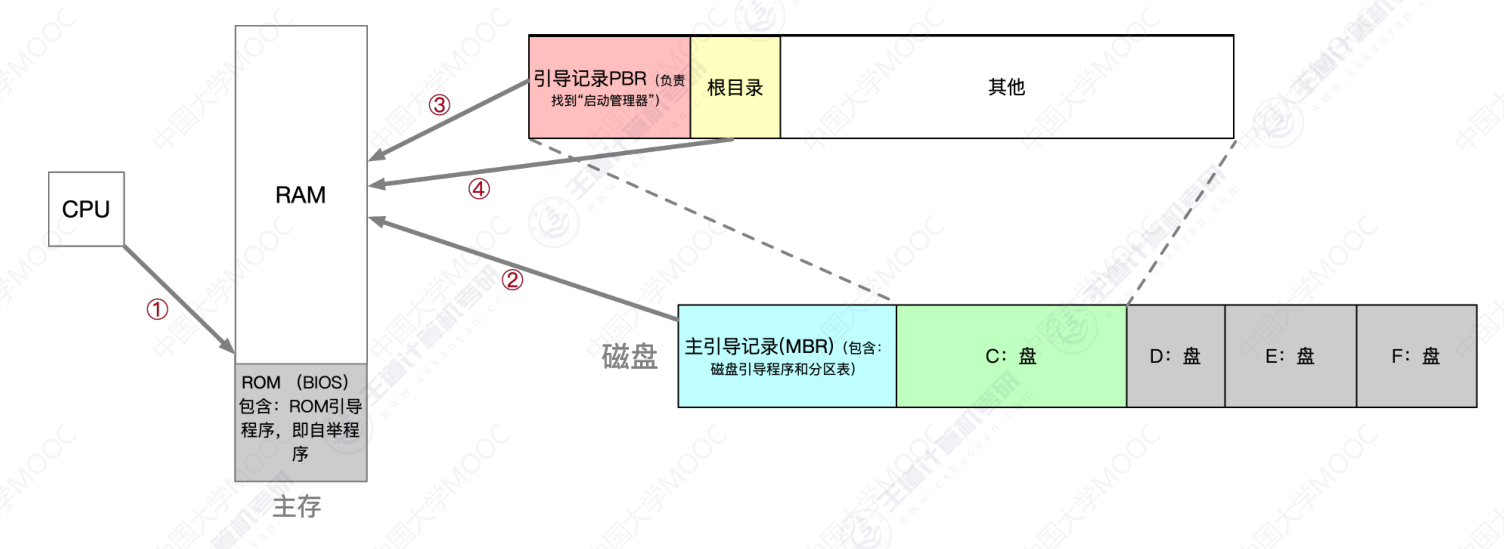 引导记录PBR（负责
找到“启动管理器”）
根目录
其他
③
④
RAM
CPU
②
①
主引导记录(MBR)（包含：
磁盘引导程序和分区表）
磁盘
C：盘
D：盘
E：盘
F：盘
ROM （BIOS）
包含：ROM引导
程序，即自举程
序
主存
中国大学MOOC
王道计算机考研
www.cskaoyan.com